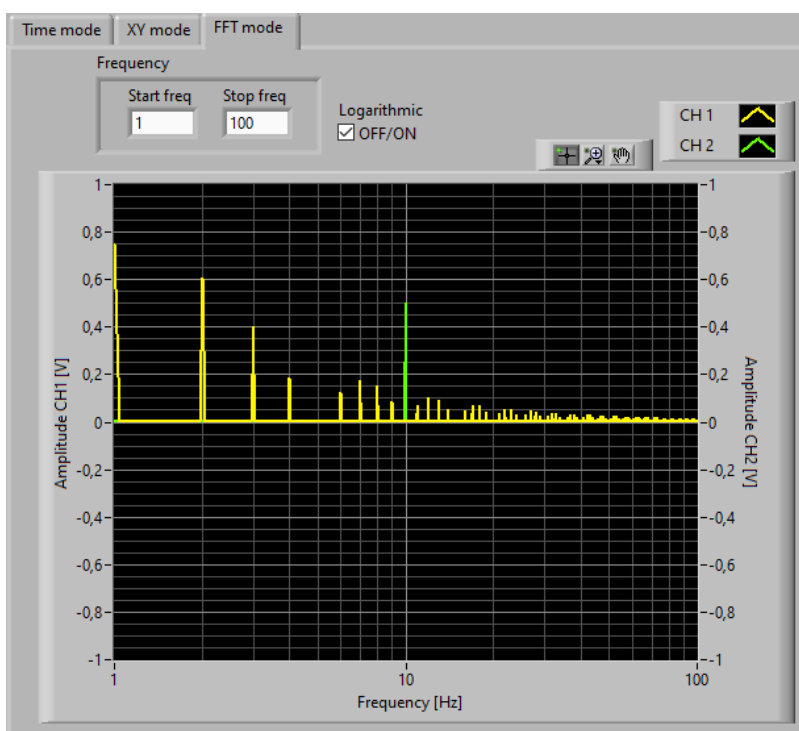 Time mode XY mode FFT mode
Frequency
Start freq Stop freq
1 100
Logarithmic
OFF/ON
CH 1
CH 2
1 1
0,8 0,8
0,6 0,6
0,4 0,4
0,2 0,2
0 0
-0,2 -0,2
-0,4 -0,4
-0,6 -0,6
-0,8 -0,8
-1 -1
Amplitude CH1 [V]
Amplitude CH2 [V]
1 10 100
Frequency [Hz]